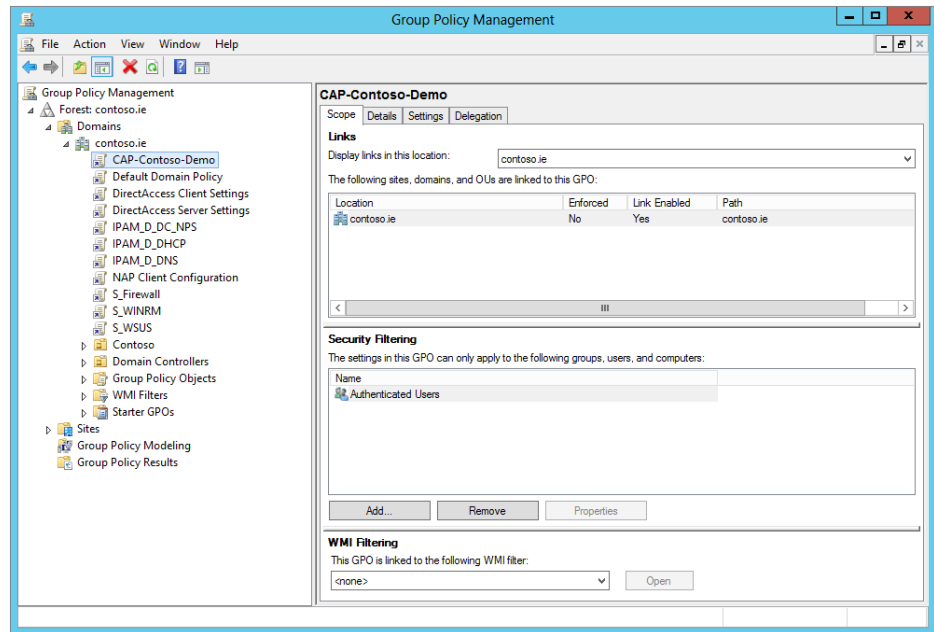 Group Policy Management
File Action View Window Help
Group Policy Management
Forest: contoso.ie
Domains
contoso.ie
CAP-Contoso-Demo
Default Domain Policy
DirectAccess Client Settings
DirectAccess Server Settings
IPAM_D_DC_NPS
IPAM_D_DHCP
IPAM_D_DNS
NAP Client Configuration
S_Firewall
S_WINRM
S_WSUS
Contoso
Domain Controllers
Group Policy Objects
WMI Filters
Starter GPOs
Sites
Group Policy Modeling
Group Policy Results
CAP-Contoso-Demo
Scope Details Settings Delegation
Links
Display links in this location: contoso.ie
The following sites, domains, and OUs are linked to this GPO:
Location Enforced Link Enabled Path
contoso.ie No Yes contoso.ie
Security Filtering
The settings in this GPO can only apply to the following groups, users, and computers:
Name
Authenticated Users
Add... Remove Properties
WMI Filtering
This GPO is linked to the following WMI filter:
<none> Open